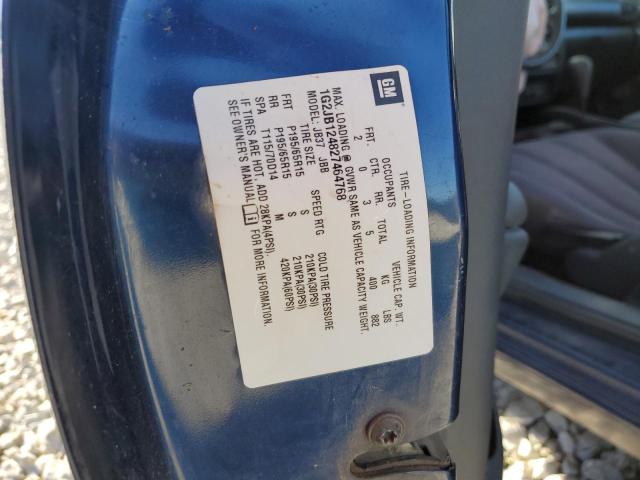 GM
TIRE-LOADING INFORMATION
OCCUPANTS VEHICLE CAP. WT.
FRT. CTR. RR. TOTAL KG LBS
2 0 3 5 400 882
MAX. LOADING @ GVWR SAME AS VEHICLE CAPACITY WEIGHT.
1G2JB124827464768
MODEL: JB37 JBB
TIRE SIZE SPEED RTG COLD TIRE PRESSURE
FRT P195/65R15 S 210KPA(30PSI)
RR P195/65R15 S 210KPA(30PSI)
SPA T115/70D14 M 420KPA(60PSI)
IF TIRES ARE HOT ADD 28KPA(4PSI).
SEE OWNER'S MANUAL FOR MORE INFORMATION.